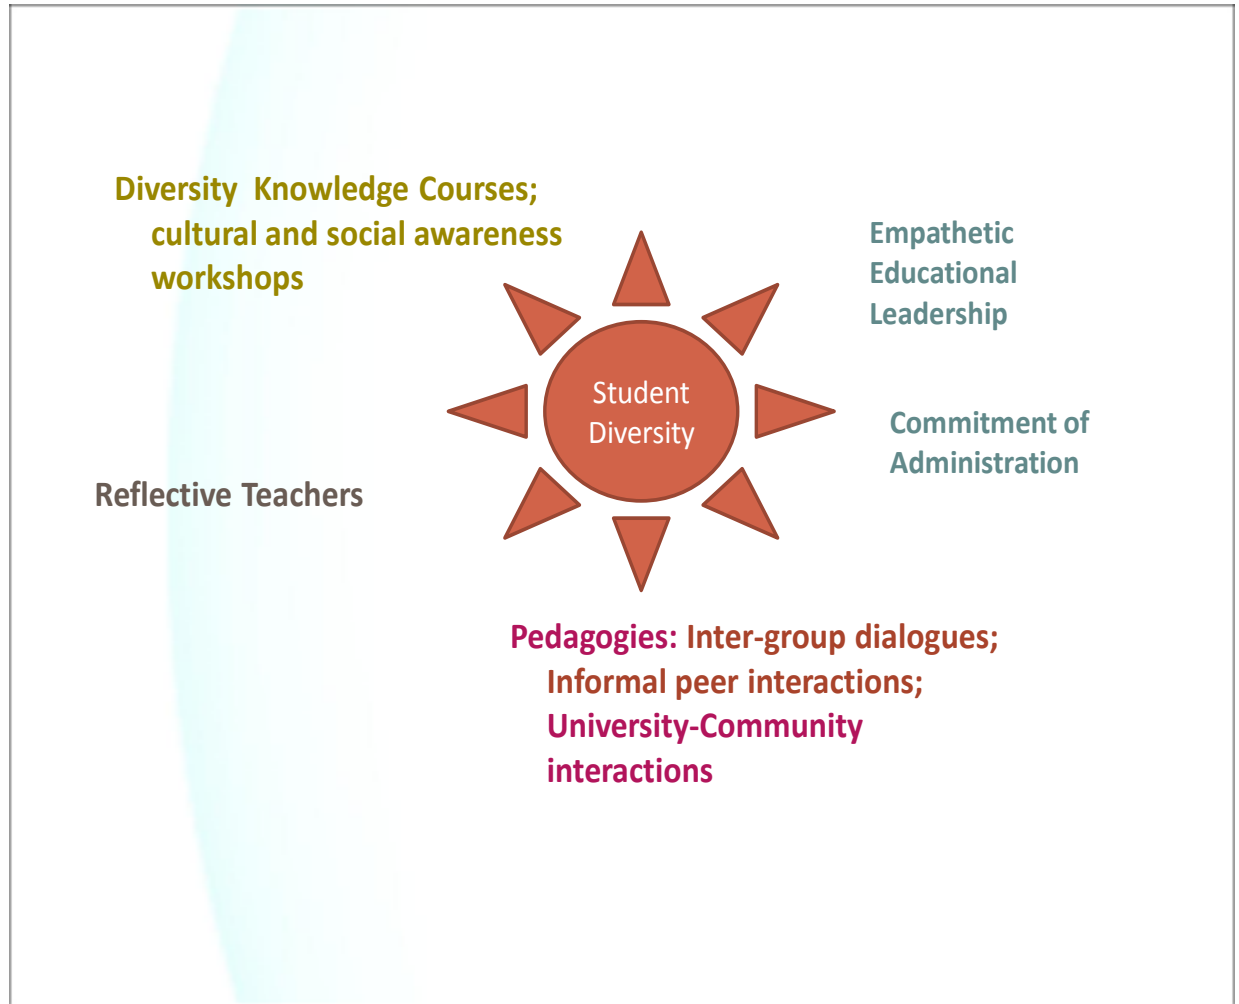 Diversity  Knowledge Courses;
cultural and social awareness
workshops
Empathetic
Educational
Leadership
Student
Diversity
Commitment of
Administration
Reflective Teachers
Pedagogies: Inter-group dialogues;
Informal peer interactions;
University-Community
interactions